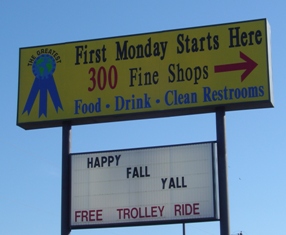 THE GREATEST
First Monday Starts Here
300 Fine Shops
Food · Drink · Clean Restrooms
HAPPY
FALL
YALL
FREE TROLLEY RIDE